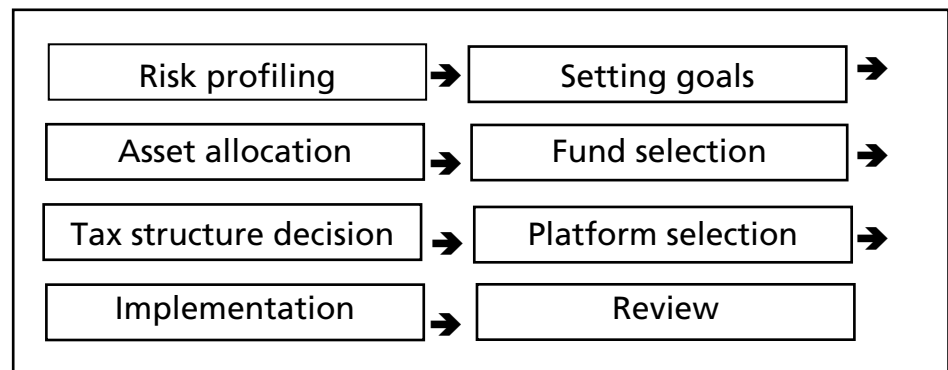 Risk profiling ➔ Setting goals ➔
Asset allocation ➔ Fund selection ➔
Tax structure decision ➔ Platform selection ➔
Implementation ➔ Review